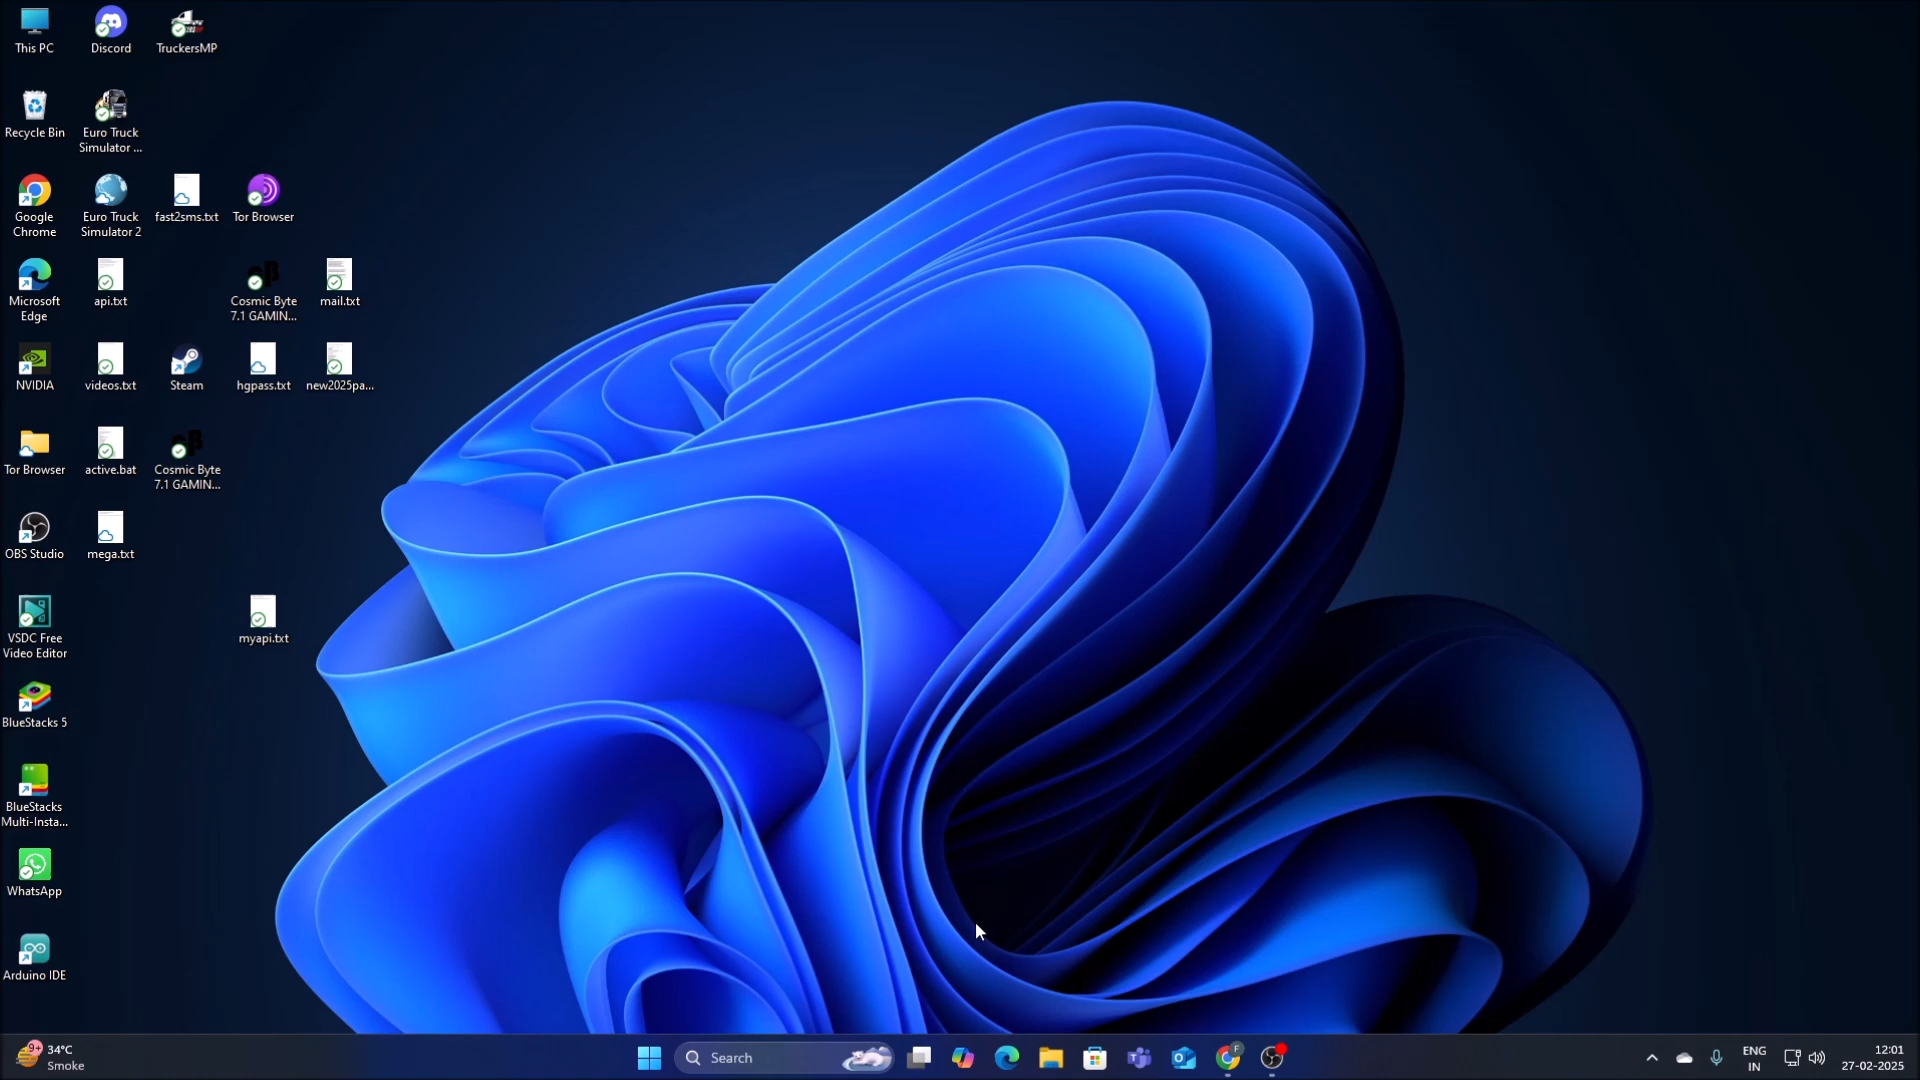 This PC
Discord
TruckersMP
Recycle Bin
Euro Truck
Simulator ...
Google
Chrome
Euro Truck
Simulator 2
fast2sms.txt
Tor Browser
Microsoft
Edge
api.txt
Cosmic Byte
7.1 GAMIN...
mail.txt
NVIDIA
videos.txt
Steam
hgpass.txt
new2025pa...
Tor Browser
active.bat
Cosmic Byte
7.1 GAMIN...
OBS Studio
mega.txt
VSDC Free
Video Editor
myapi.txt
BlueStacks 5
BlueStacks
Multi-Insta...
WhatsApp
Arduino IDE
9+
34°C
Smoke
Search
F
ENG
IN
12:01
27-02-2025